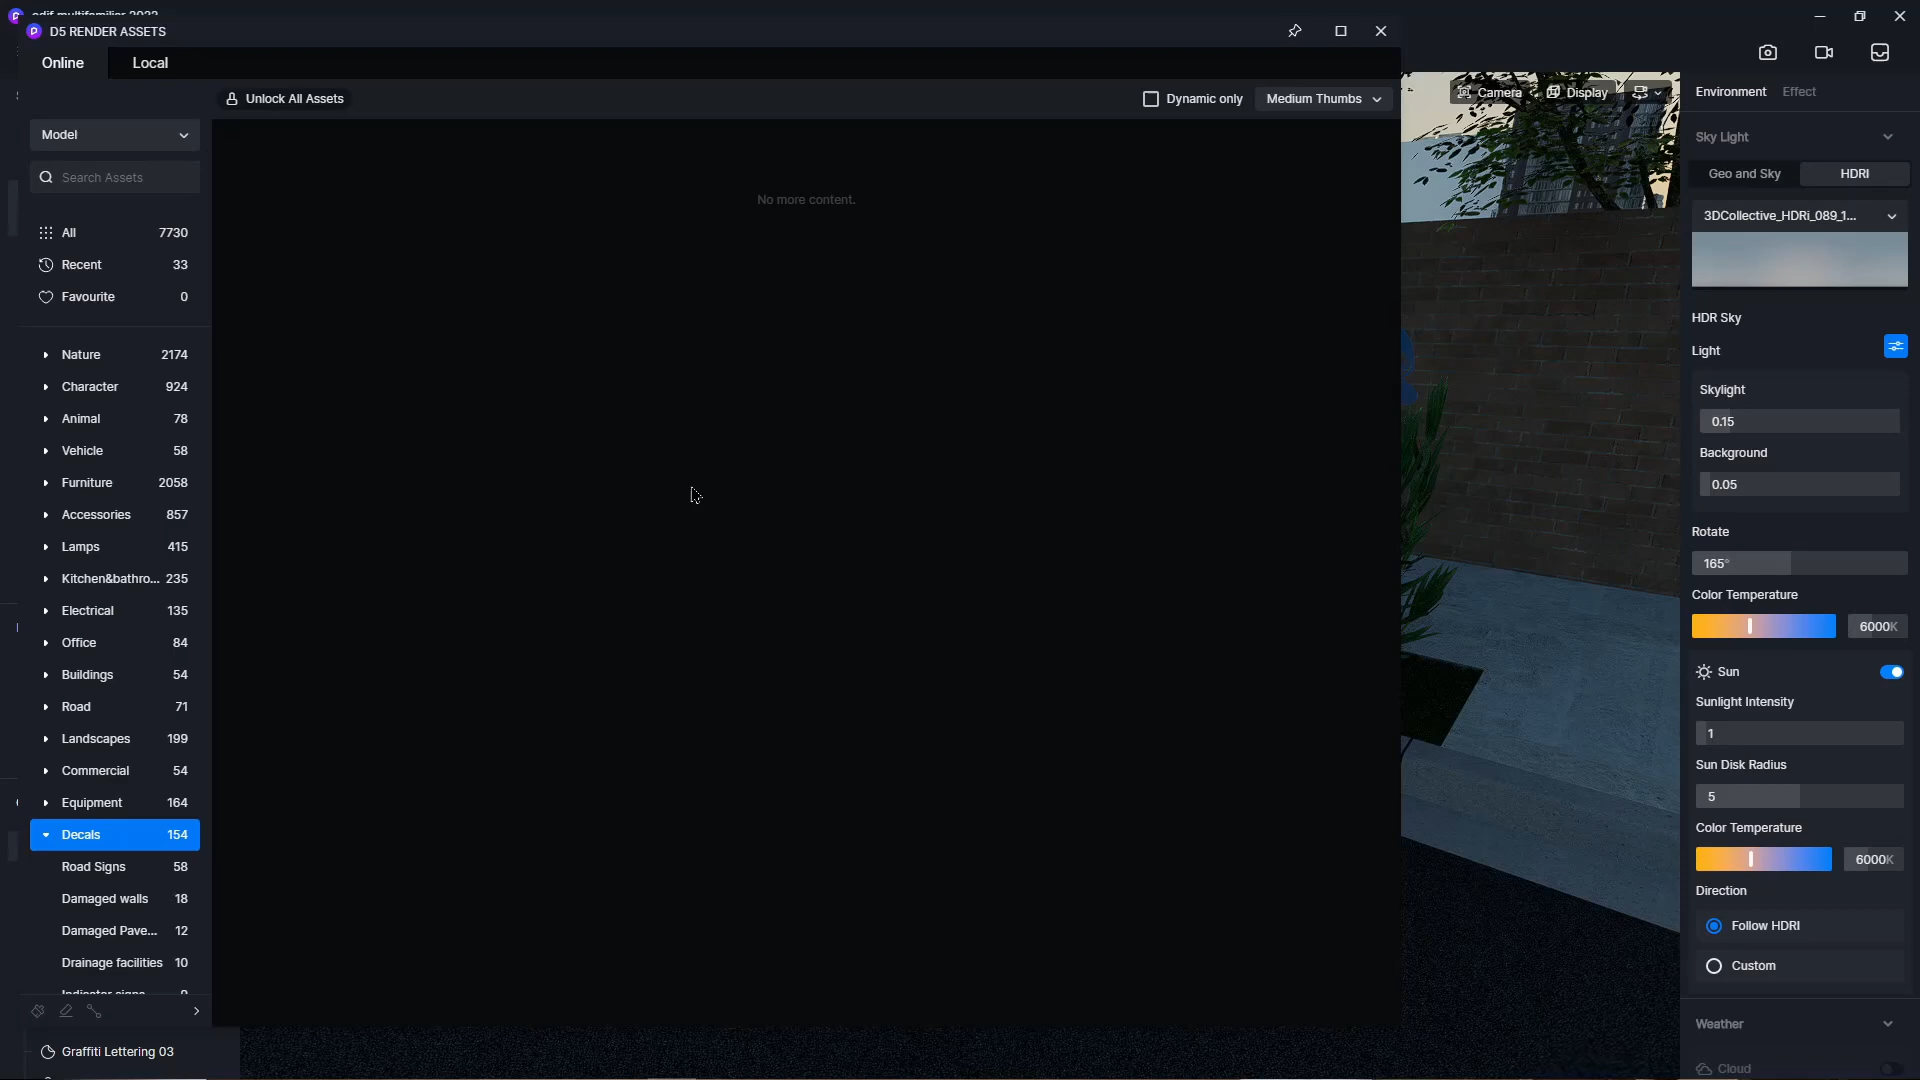 D5 RENDER ASSETS
Online
Local
Unlock All Assets
Dynamic only
Medium Thumbs
Model
Search Assets
All 7730
Recent 33
Favourite 0
Nature 2174
Character 924
Animal 78
Vehicle 58
Furniture 2058
Accessories 857
Lamps 415
Kitchen&bathro... 235
Electrical 135
Office 84
Buildings 54
Road 71
Landscapes 199
Commercial 54
Equipment 164
Decals 154
Road Signs 58
Damaged walls 18
Damaged Pave... 12
Drainage facilities 10
Graffiti Lettering 03
No more content.
Camera
Display
Environment
Effect
Sky Light
Geo and Sky
HDRI
3DCollective_HDRi_089_1...
HDR Sky
Light
Skylight
0.15
Background
0.05
Rotate
165°
Color Temperature
6000K
Sun
Sunlight Intensity
1
Sun Disk Radius
5
Color Temperature
6000K
Direction
Follow HDRI
Custom
Weather
Cloud